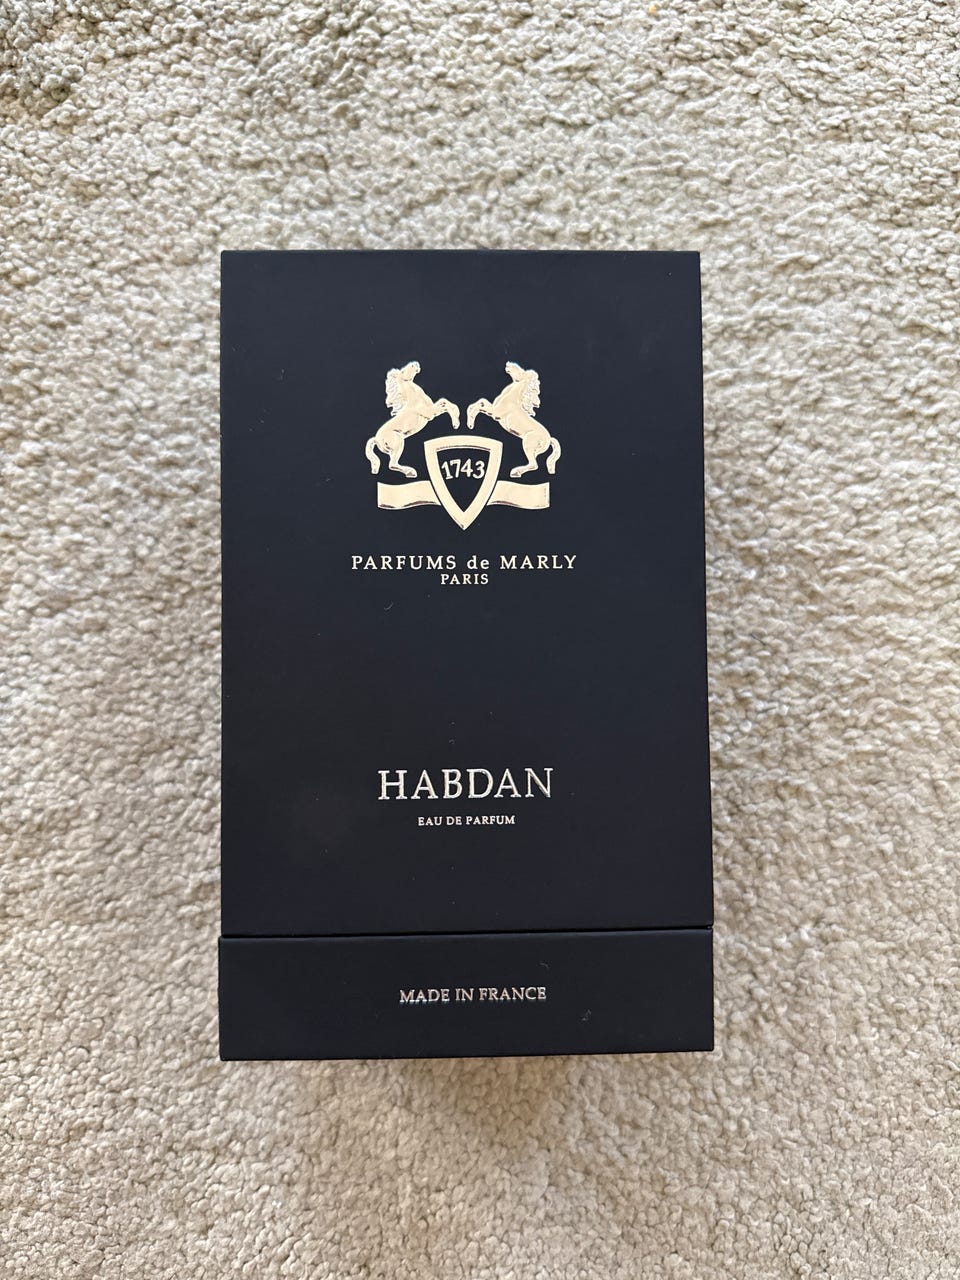 1743
PARFUMS de MARLY
PARIS
HABDAN
EAU DE PARFUM
MADE IN FRANCE